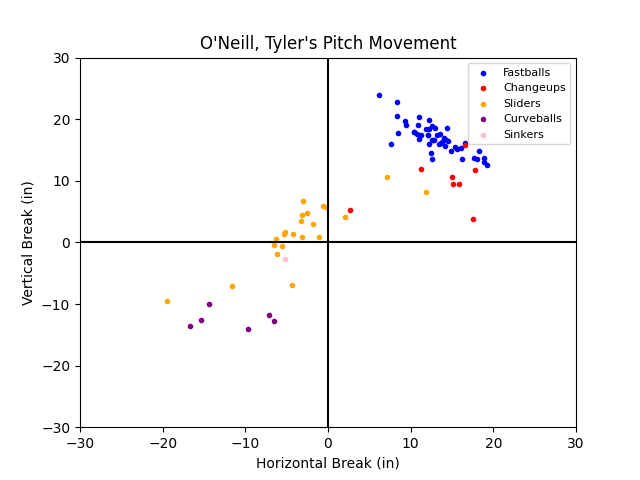 O'Neill, Tyler's Pitch Movement
Fastballs
Changeups
Sliders
Curveballs
Sinkers
30
20
10
0
−10
−20
−30
Vertical Break (in)
−30
−20
−10
0
10
20
30
Horizontal Break (in)